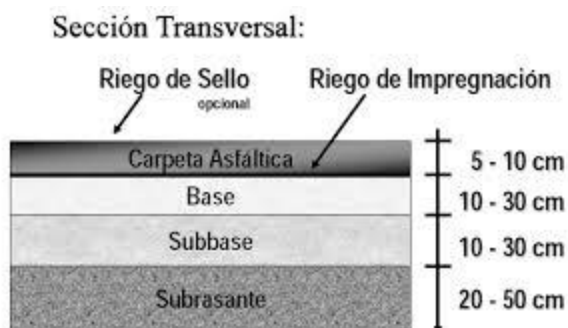 Sección Transversal:
Riego de Sello
opcional
Riego de Impregnación
Carpeta Asfáltica
5 - 10 cm
Base
10 - 30 cm
Subbase
10 - 30 cm
Subrasante
20 - 50 cm